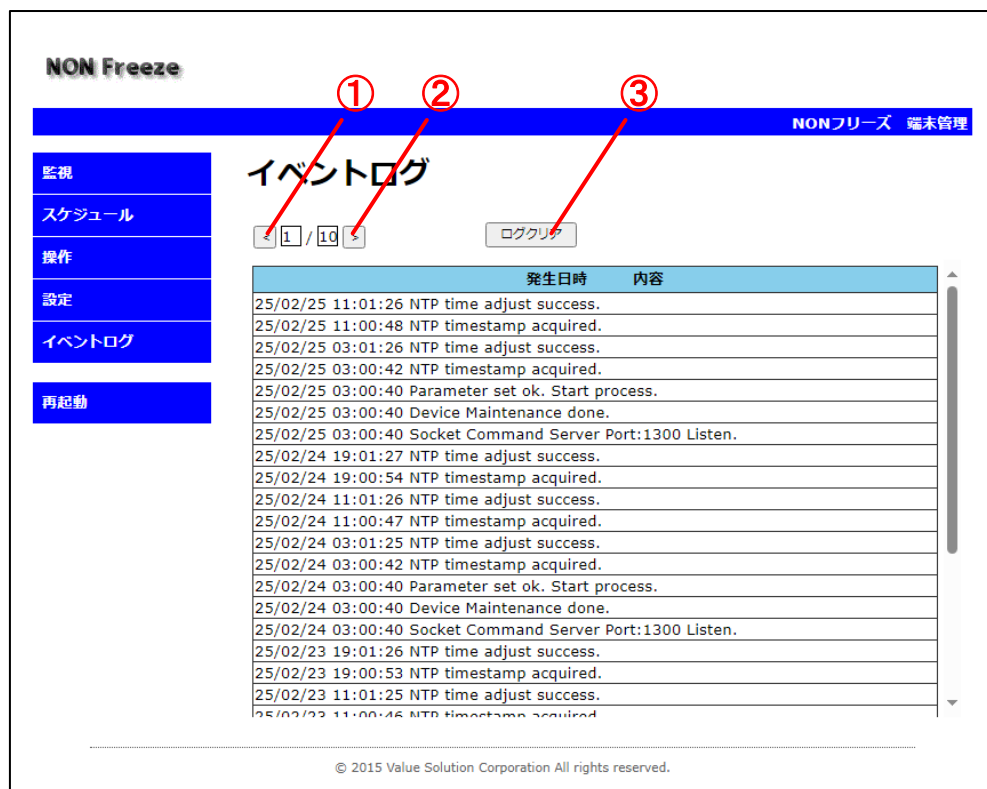 NON Freeze
① ② ③
NONフリーズ 端末管理
監視
スケジュール
操作
設定
イベントログ
再起動
イベントログ
< 1 / 10 > ログクリア
発生日時 内容
25/02/25 11:01:26 NTP time adjust success.
25/02/25 11:00:48 NTP timestamp acquired.
25/02/25 03:01:26 NTP time adjust success.
25/02/25 03:00:42 NTP timestamp acquired.
25/02/25 03:00:40 Parameter set ok. Start process.
25/02/25 03:00:40 Device Maintenance done.
25/02/25 03:00:40 Socket Command Server Port:1300 Listen.
25/02/24 19:01:27 NTP time adjust success.
25/02/24 19:00:54 NTP timestamp acquired.
25/02/24 11:01:26 NTP time adjust success.
25/02/24 11:00:47 NTP timestamp acquired.
25/02/24 03:01:25 NTP time adjust success.
25/02/24 03:00:42 NTP timestamp acquired.
25/02/24 03:00:40 Parameter set ok. Start process.
25/02/24 03:00:40 Device Maintenance done.
25/02/24 03:00:40 Socket Command Server Port:1300 Listen.
25/02/23 19:01:26 NTP time adjust success.
25/02/23 19:00:53 NTP timestamp acquired.
25/02/23 11:01:25 NTP time adjust success.
25/02/23 11:00:46 NTP timestamp acquired
© 2015 Value Solution Corporation All rights reserved.